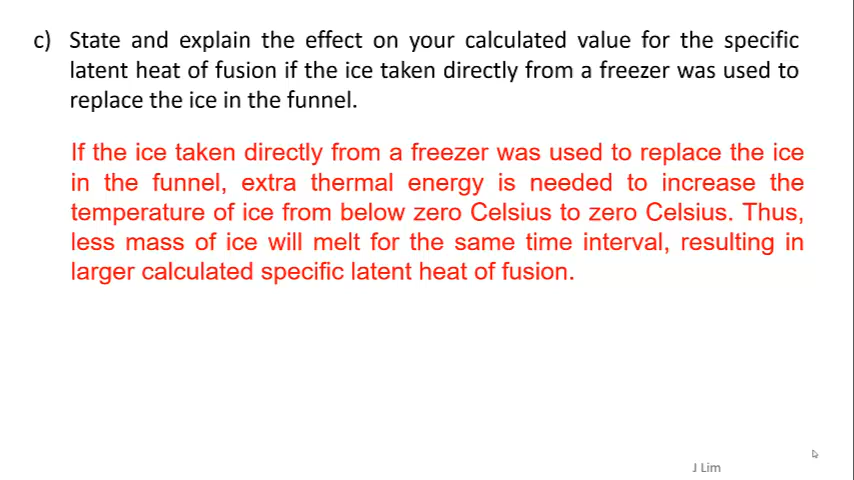 c) State and explain the effect on your calculated value for the specific
latent heat of fusion if the ice taken directly from a freezer was used to
replace the ice in the funnel.
If the ice taken directly from a freezer was used to replace the ice
in the funnel, extra thermal energy is needed to increase the
temperature of ice from below zero Celsius to zero Celsius. Thus,
less mass of ice will melt for the same time interval, resulting in
larger calculated specific latent heat of fusion.
J Lim